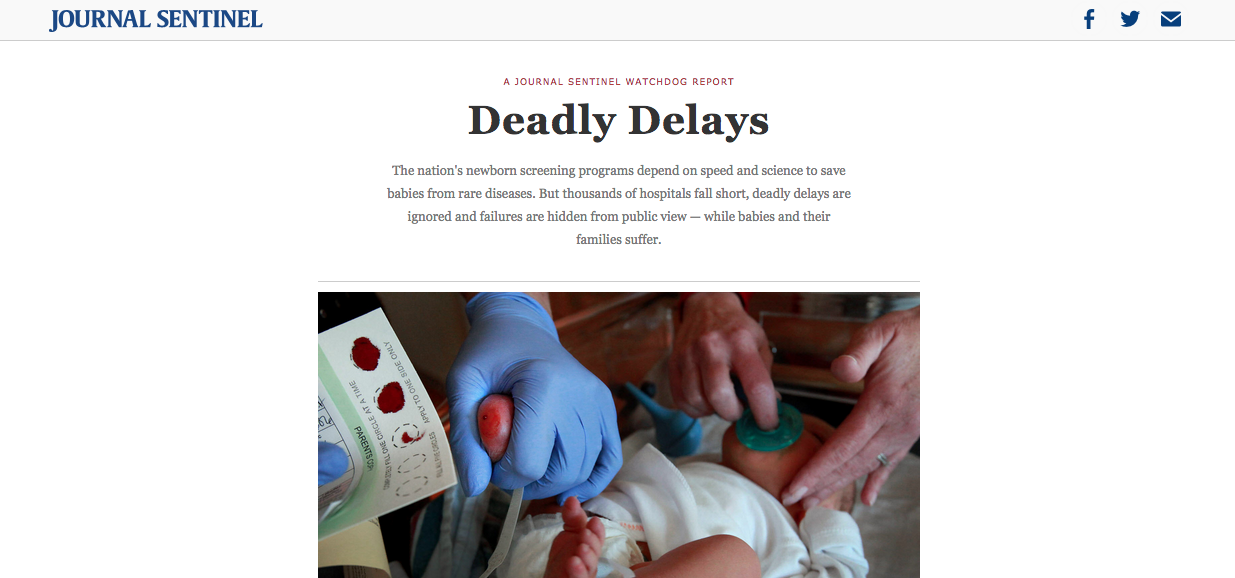 JOURNAL SENTINEL
A JOURNAL SENTINEL WATCHDOG REPORT
Deadly Delays
The nation's newborn screening programs depend on speed and science to save
babies from rare diseases. But thousands of hospitals fall short, deadly delays are
ignored and failures are hidden from public view — while babies and their
families suffer.
APPLY TO ONE SIDE ONLY
FILL ONE CIRCLE AT A TIME
PARENTS